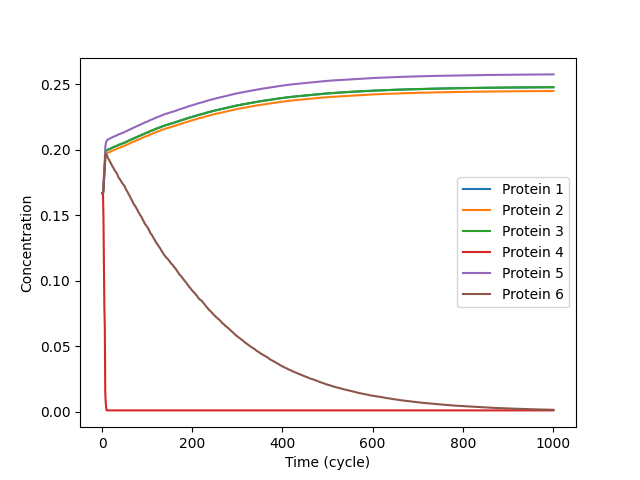 0.25
0.20
0.15
0.10
0.05
0.00
Concentration
Protein 1
Protein 2
Protein 3
Protein 4
Protein 5
Protein 6
0 200 400 600 800 1000
Time (cycle)